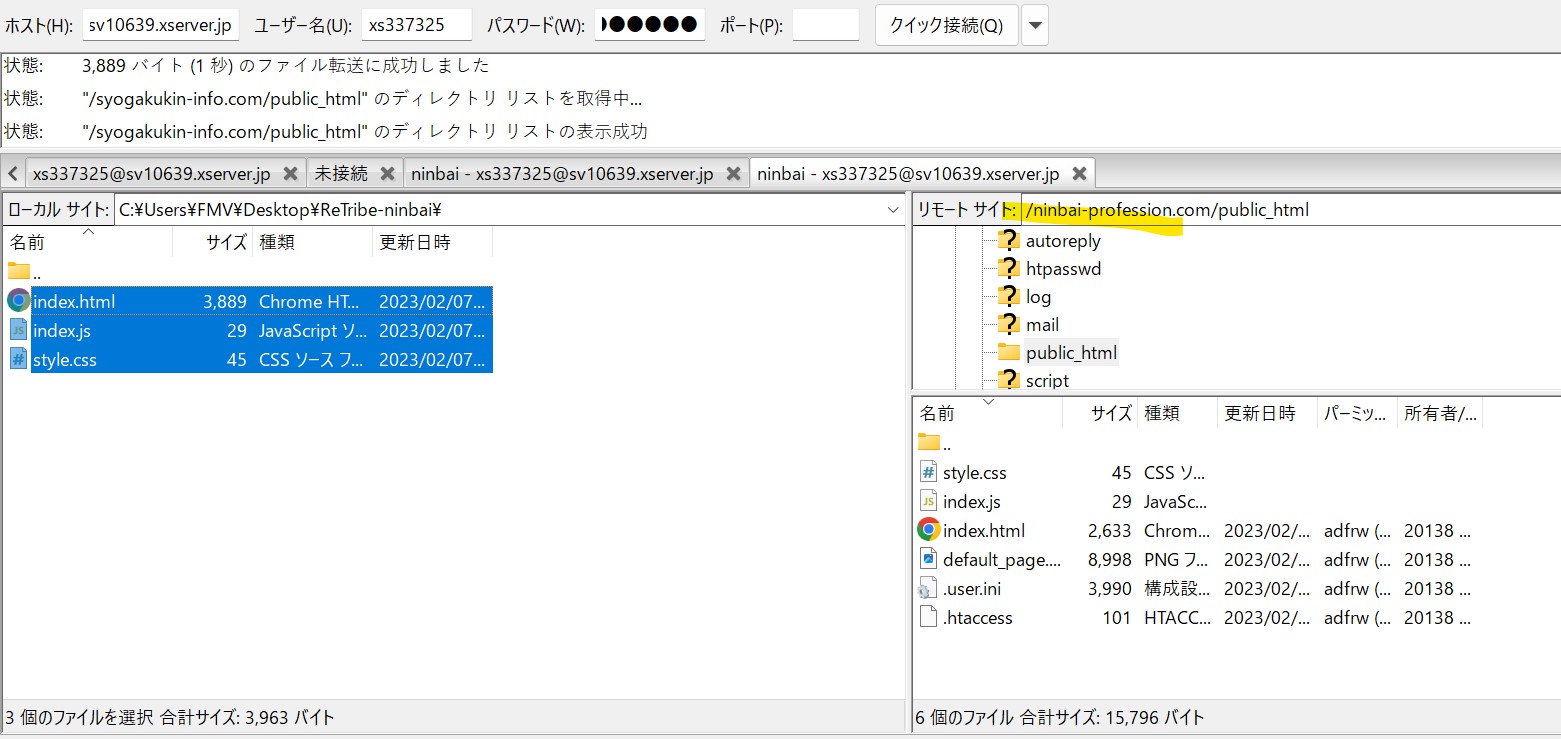 ホスト(H): sv10639.xserver.jp ユーザー名(U): xs337325 パスワード(W): ●●●●●● ポート(P): クイック接続(Q)
状態: 3,889 バイト (1 秒) のファイル転送に成功しました
状態: "/syogakukin-info.com/public_html" のディレクトリ リストを取得中...
状態: "/syogakukin-info.com/public_html" のディレクトリ リストの表示成功
xs337325@sv10639.xserver.jp 未接続 ninbai - xs337325@sv10639.xserver.jp ninbai - xs337325@sv10639.xserver.jp
ローカル サイト: C:¥Users¥FMV¥Desktop¥ReTribe-ninbai¥
名前 サイズ 種類 更新日時
..
index.html 3,889 Chrome HT... 2023/02/07...
index.js 29 JavaScript ソ... 2023/02/07...
style.css 45 CSS ソース フ... 2023/02/07...
3 個のファイルを選択 合計サイズ: 3,963 バイト
リモート サイト: /ninbai-profession.com/public_html
autoreply
htpasswd
log
mail
public_html
script
名前 サイズ 種類 更新日時 パーミッ... 所有者/...
..
style.css 45 CSS ソ...
index.js 29 JavaSc...
index.html 2,633 Chrom... 2023/02/... adfrw (... 20138 ...
default_page.... 8,998 PNG フ... 2023/02/... adfrw (... 20138 ...
.user.ini 3,990 構成設... 2023/02/... adfrw (... 20138 ...
.htaccess 101 HTACC... 2023/02/... adfrw (... 20138 ...
6 個のファイル 合計サイズ: 15,796 バイト